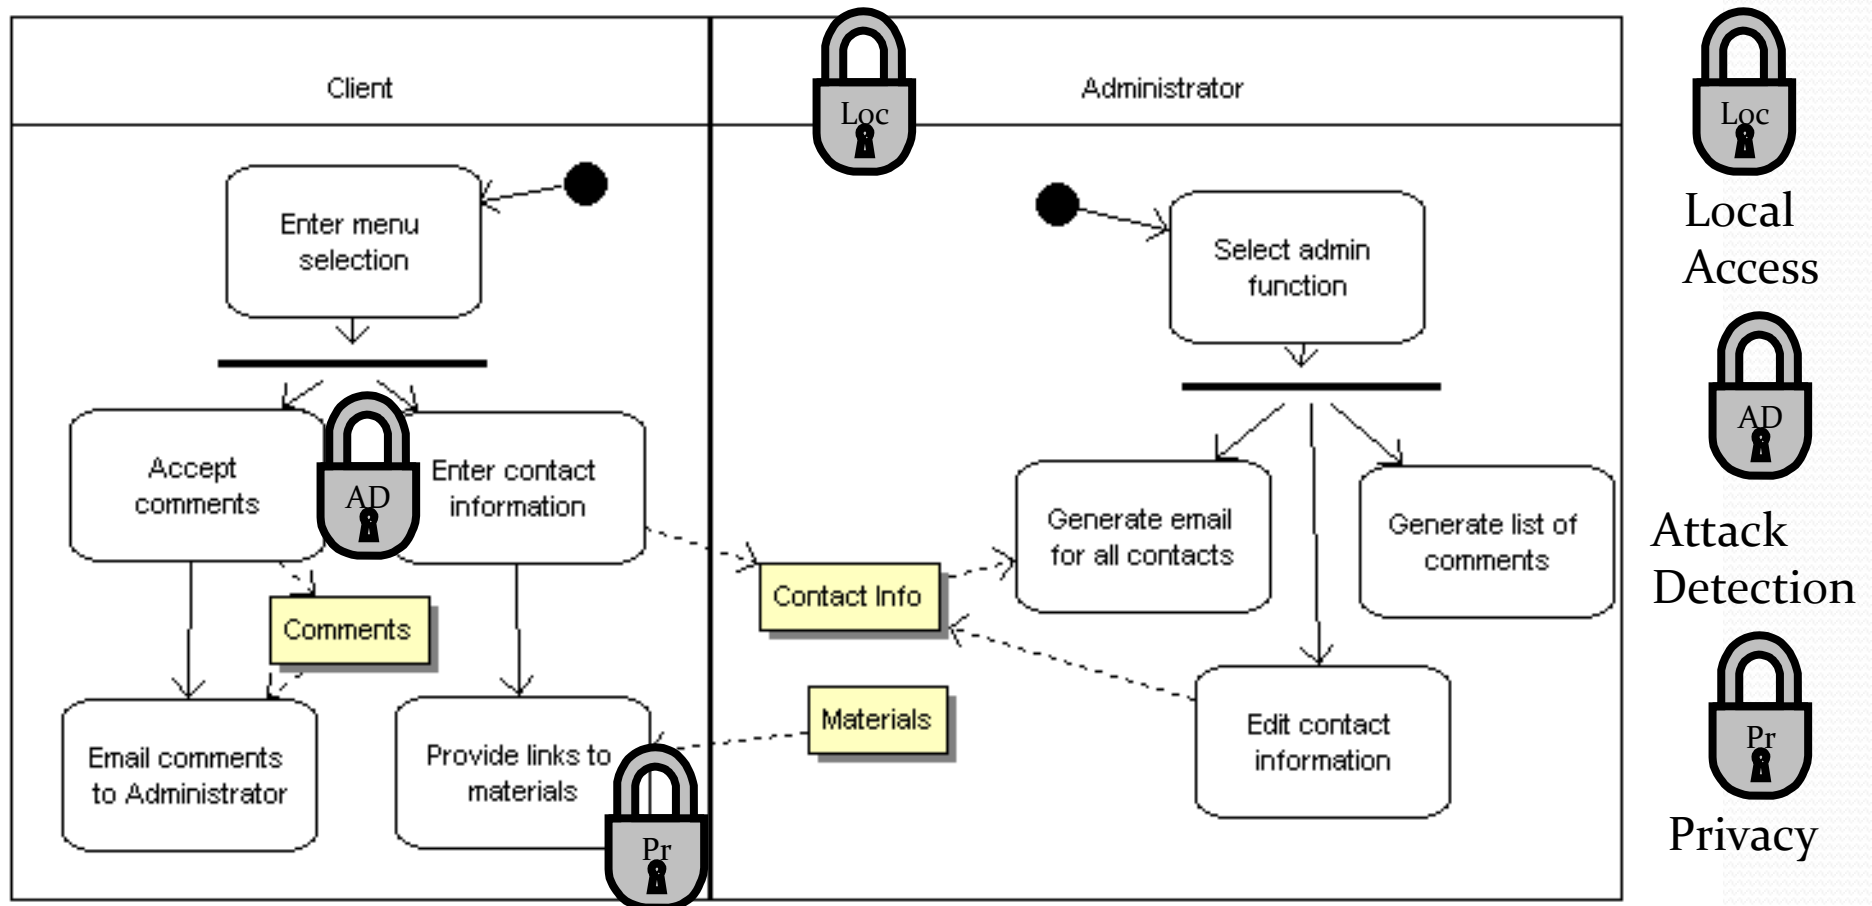 Client
Loc
Administrator
Enter menu
selection
Select admin
function
Accept
comments
AD
Enter contact
information
Generate email
for all contacts
Generate list of
comments
Contact Info
Comments
Materials
Email comments
to Administrator
Provide links to
materials
Pr
Edit contact
information
Loc
Local
Access
AD
Attack
Detection
Pr
Privacy